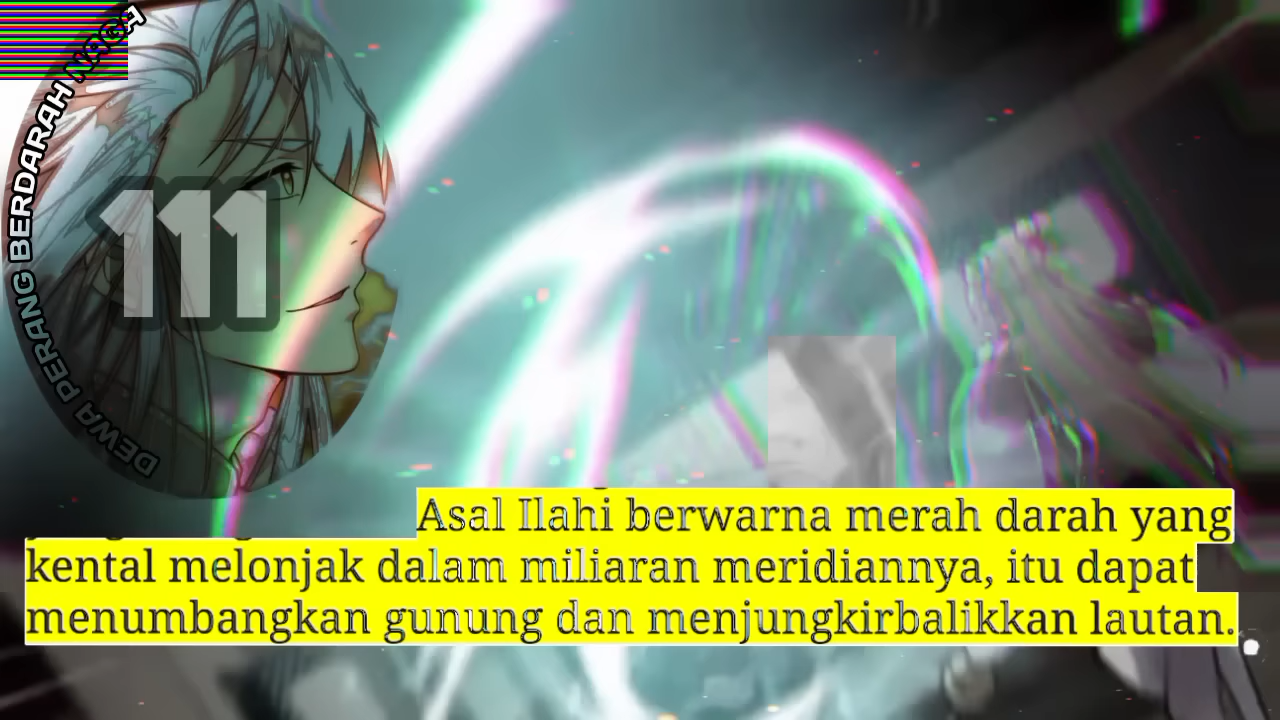 DEWA PERANG BERDARAH NAGA
111
Asal Ilahi berwarna merah darah yang
kental melonjak dalam miliaran meridiannya, itu dapat
menumbangkan gunung dan menjungkirbalikkan lautan.